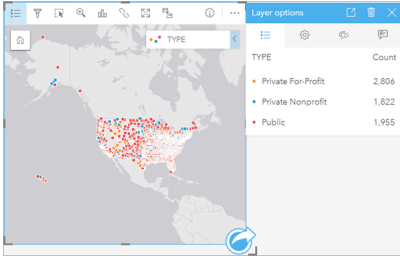 Layer options
TYPE
TYPE Count
Private For-Profit 2,806
Private Nonprofit 1,822
Public 1,955